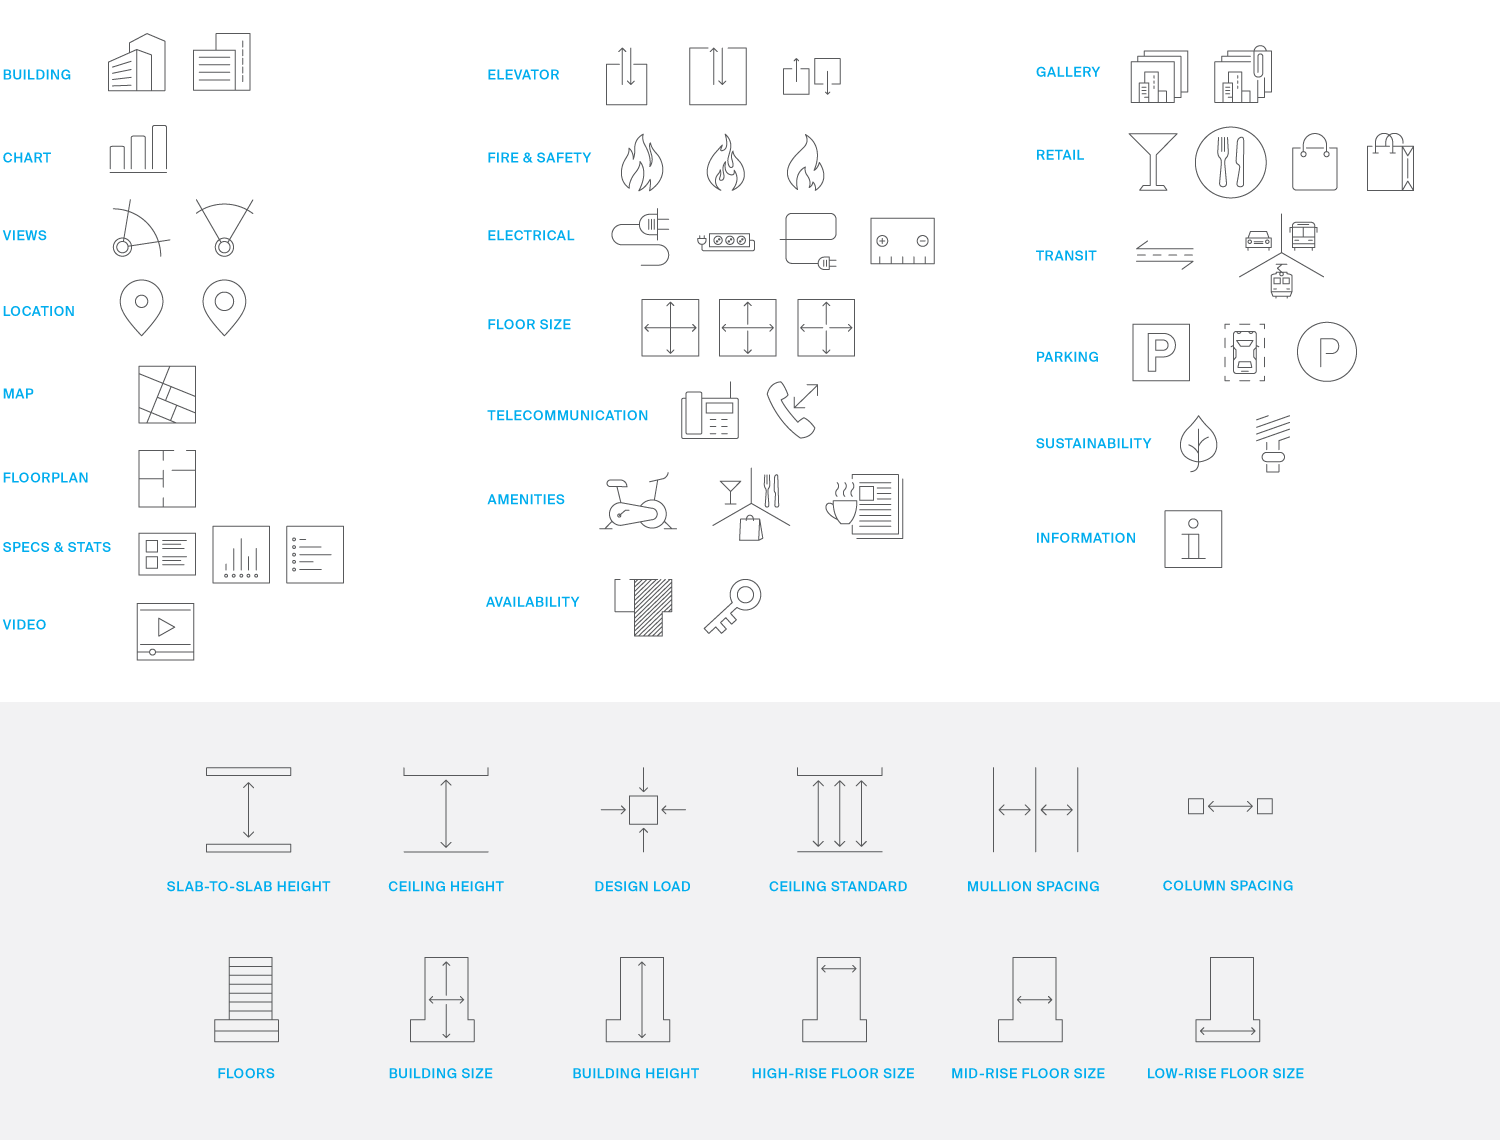 BUILDING
CHART
VIEWS
LOCATION
MAP
FLOORPLAN
SPECS & STATS
VIDEO
ELEVATOR
FIRE & SAFETY
ELECTRICAL
FLOOR SIZE
TELECOMMUNICATION
AMENITIES
AVAILABILITY
GALLERY
RETAIL
TRANSIT
PARKING
P
P
SUSTAINABILITY
INFORMATION
i
SLAB-TO-SLAB HEIGHT
CEILING HEIGHT
DESIGN LOAD
CEILING STANDARD
MULLION SPACING
COLUMN SPACING
FLOORS
BUILDING SIZE
BUILDING HEIGHT
HIGH-RISE FLOOR SIZE
MID-RISE FLOOR SIZE
LOW-RISE FLOOR SIZE